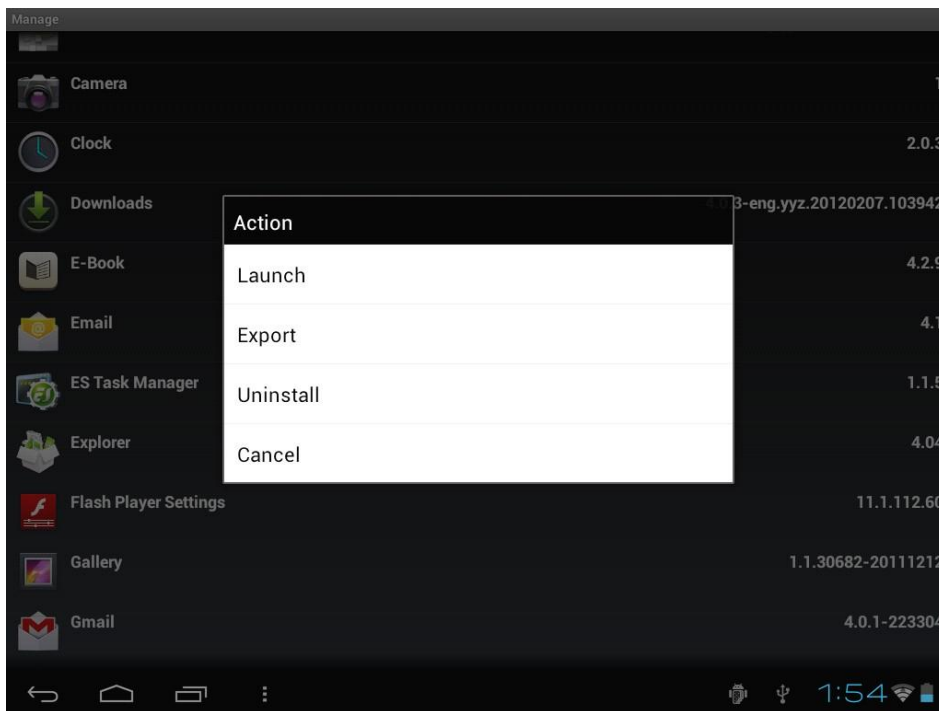 Manage
Camera 1
Clock 2.0.3
Downloads 3-eng.yyz.20120207.103942
Action
E-Book 4.2.9
Launch
Email 4.1
Export
ES Task Manager 1.1.5
Uninstall
Explorer 4.04
Cancel
Flash Player Settings 11.1.112.60
Gallery 1.1.30682-20111212
Gmail 4.0.1-223304
1:54